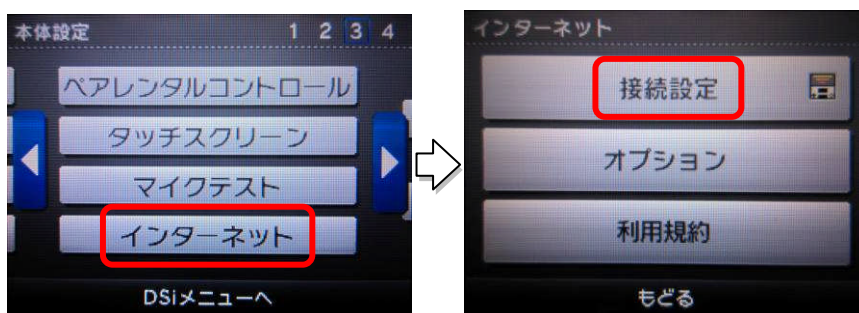 本体設定 1 2 3 4
ペアレンタルコントロール
タッチスクリーン
マイクテスト
インターネット
DSiメニューへ
インターネット
接続設定
オプション
利用規約
もどる